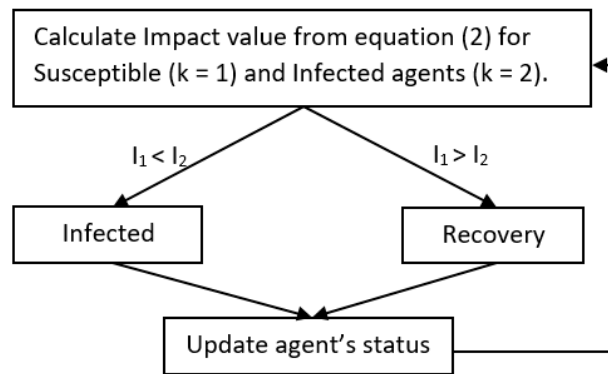 Calculate Impact value from equation (2) for
Susceptible (k = 1) and Infected agents (k = 2).
I₁ < I₂
I₁ > I₂
Infected
Recovery
Update agent’s status